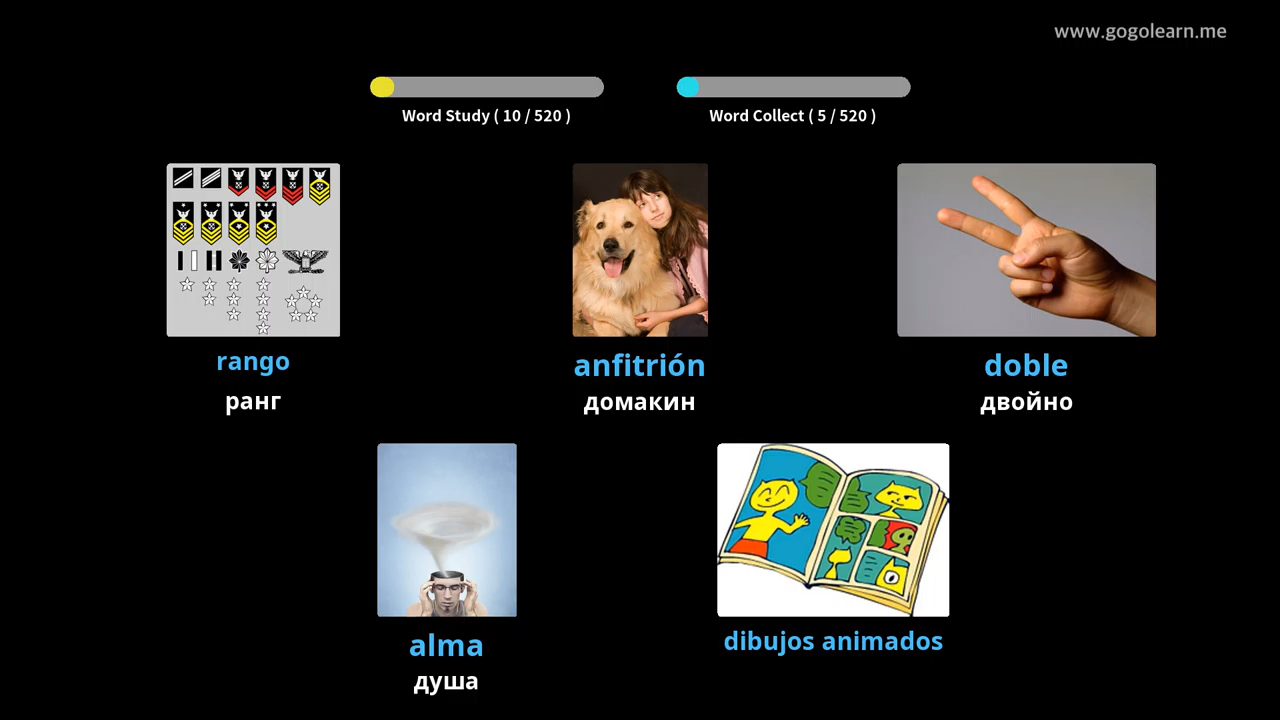 www.gogolearn.me
Word Study ( 10 / 520 )
Word Collect ( 5 / 520 )
rango
ранг
anfitrión
домакин
doble
двойно
alma
душа
dibujos animados